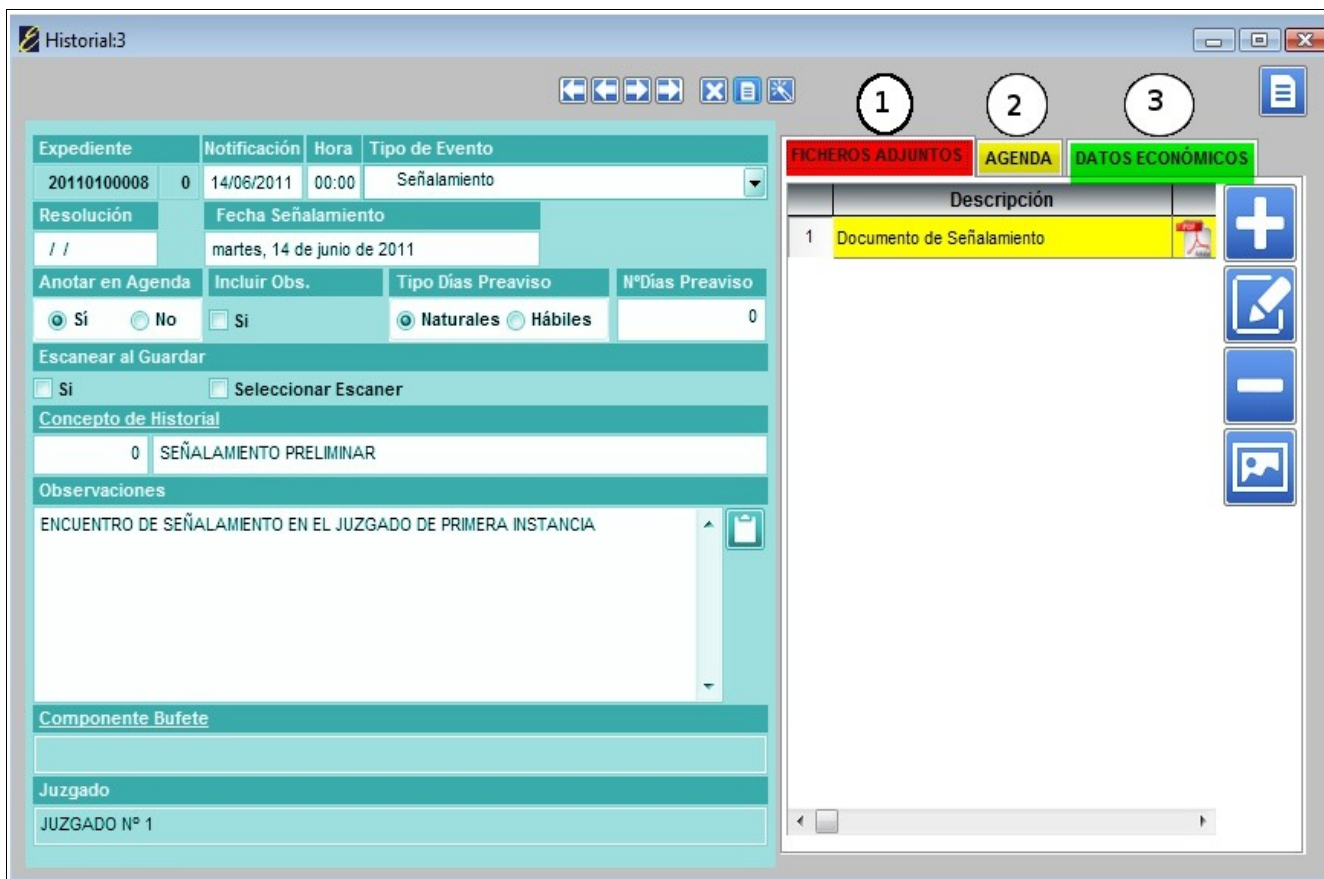 Historial:3
1 2 3
Expediente Notificación Hora Tipo de Evento
20110100008 0 14/06/2011 00:00 Señalamiento
Resolución Fecha Señalamiento
/ / martes, 14 de junio de 2011
Anotar en Agenda Incluir Obs. Tipo Días Preaviso NºDías Preaviso
Sí No Si Naturales Hábiles 0
Escanear al Guardar
Si Seleccionar Escaner
Concepto de Historial
0 SEÑALAMIENTO PRELIMINAR
Observaciones
ENCUENTRO DE SEÑALAMIENTO EN EL JUZGADO DE PRIMERA INSTANCIA
Componente Bufete
Juzgado
JUZGADO Nº 1
FICHEROS ADJUNTOS AGENDA DATOS ECONÓMICOS
Descripción
1 Documento de Señalamiento PDF